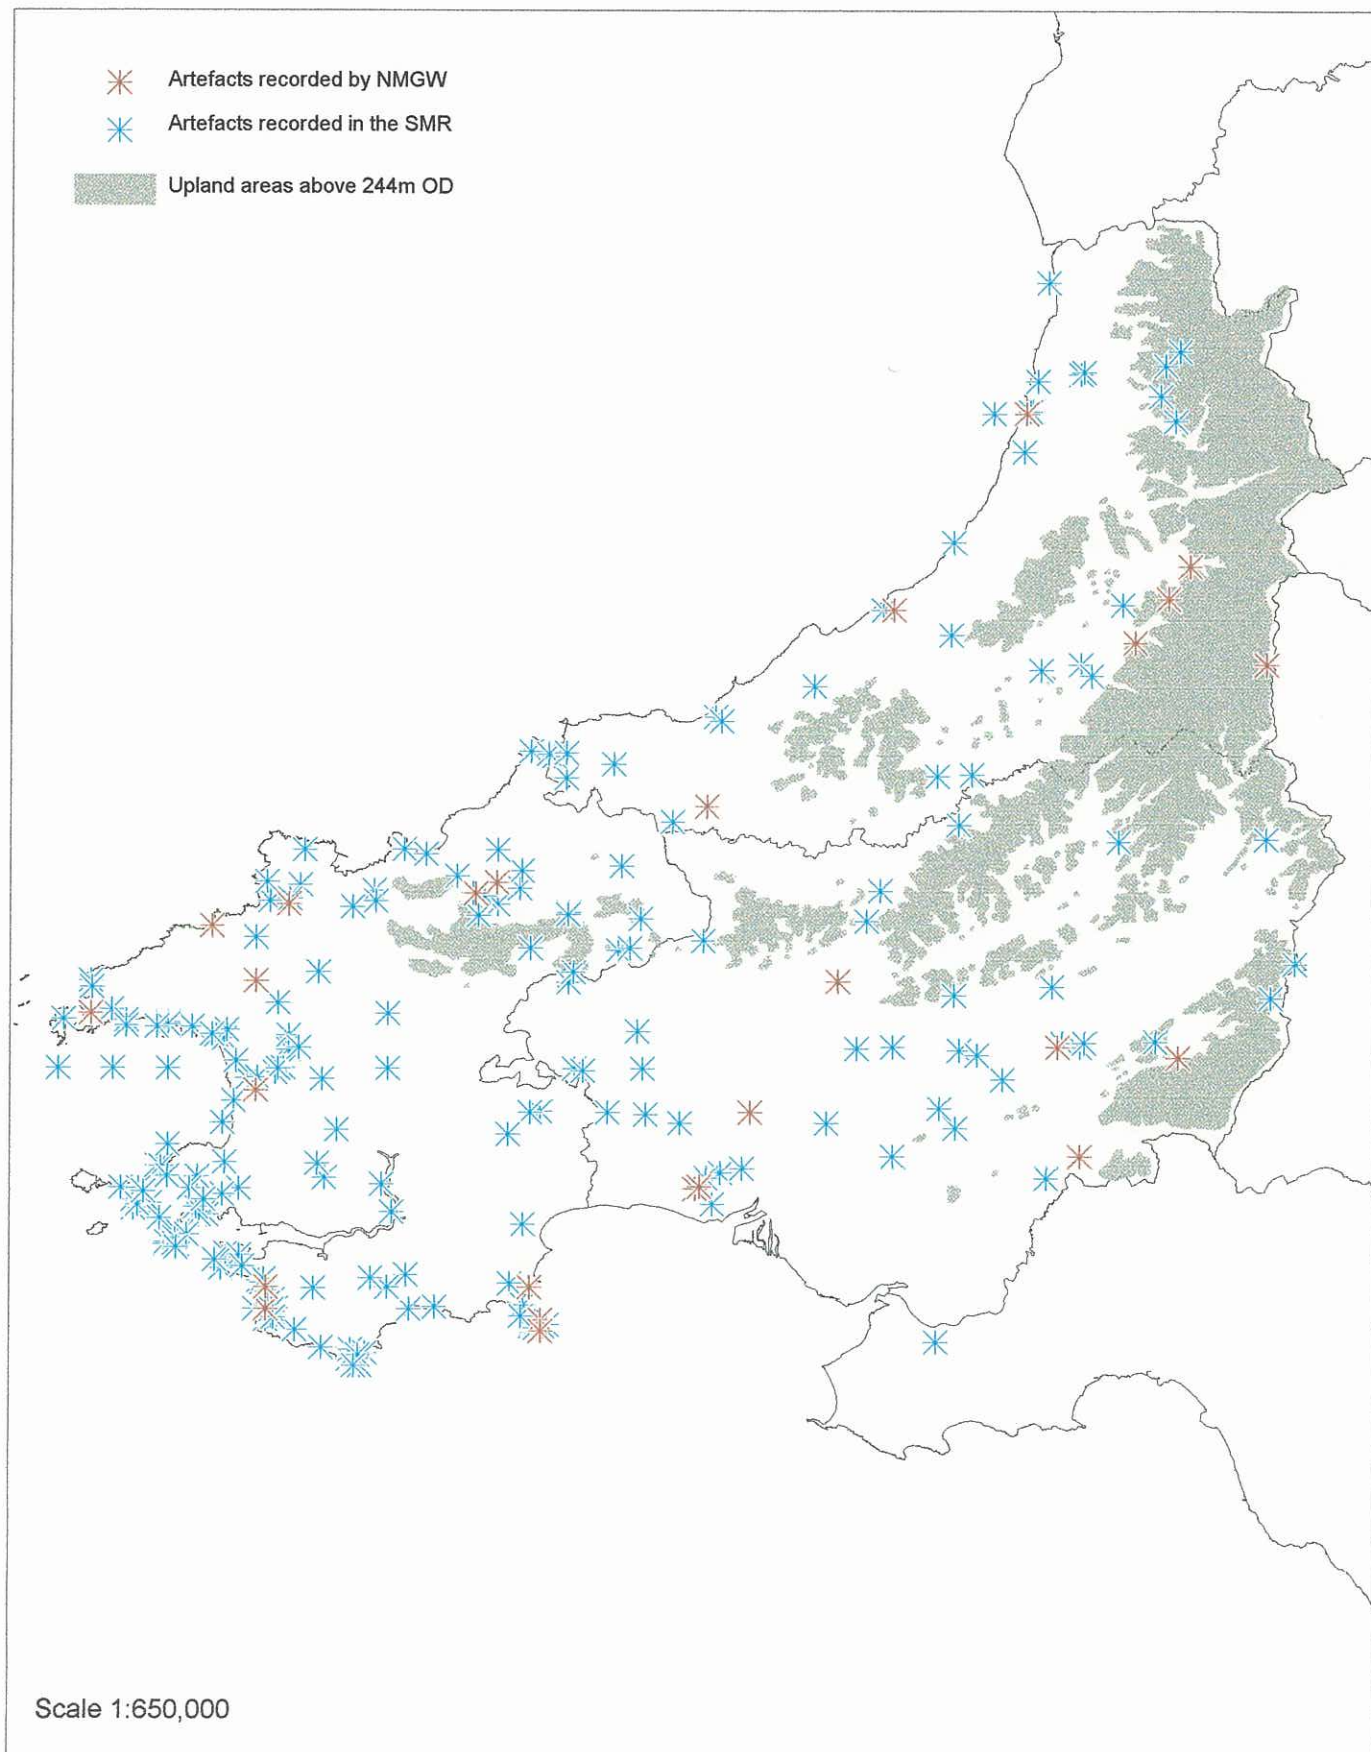 Artefacts recorded by NMGW
Artefacts recorded in the SMR
Upland areas above 244m OD
Scale 1:650,000